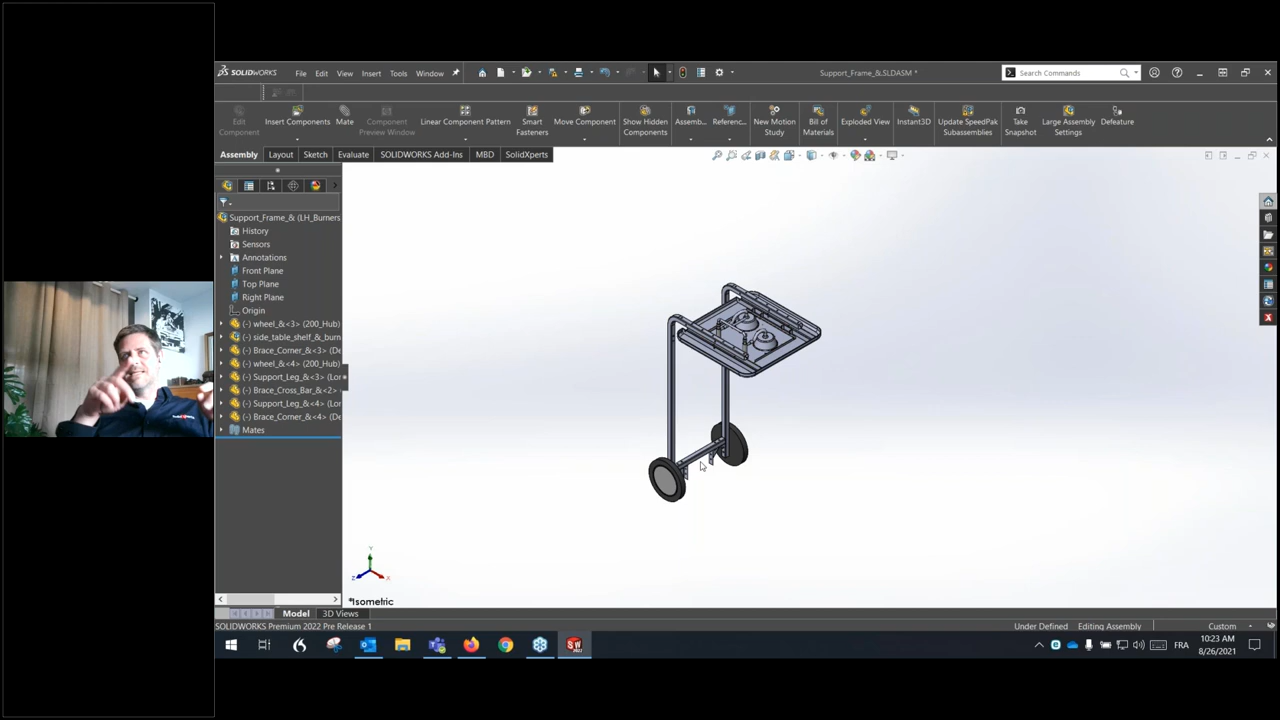 SOLIDWORKS File Edit View Insert Tools Window Support_Frame_&.SLDASM * Search Commands
Edit Component Insert Components Mate Component Preview Window Linear Component Pattern Smart Fasteners Move Component Show Hidden Components Assemb... Referenc... New Motion Study Bill of Materials Exploded View Instant3D Update SpeedPak Subassemblies Take Snapshot Large Assembly Settings Defeature
Assembly Layout Sketch Evaluate SOLIDWORKS Add-Ins MBD SolidXperts
Support_Frame_& (LH_Burners
History
Sensors
Annotations
Front Plane
Top Plane
Right Plane
Origin
(-) wheel_&<3> (200_Hub)
(-) side_table_shelf_&_burn
(-) Brace_Corner_&<3> (De
(-) wheel_&<4> (200_Hub)
(-) Support_Leg_&<3> (Lor
(-) Brace_Cross_Bar_&<2>
(-) Support_Leg_&<4> (Lor
(-) Brace_Corner_&<4> (De
Mates
Y
Z X
*Isometric
Model 3D Views
SOLIDWORKS Premium 2022 Pre Release 1 Under Defined Editing Assembly Custom
10:23 AM
FRA
8/26/2021